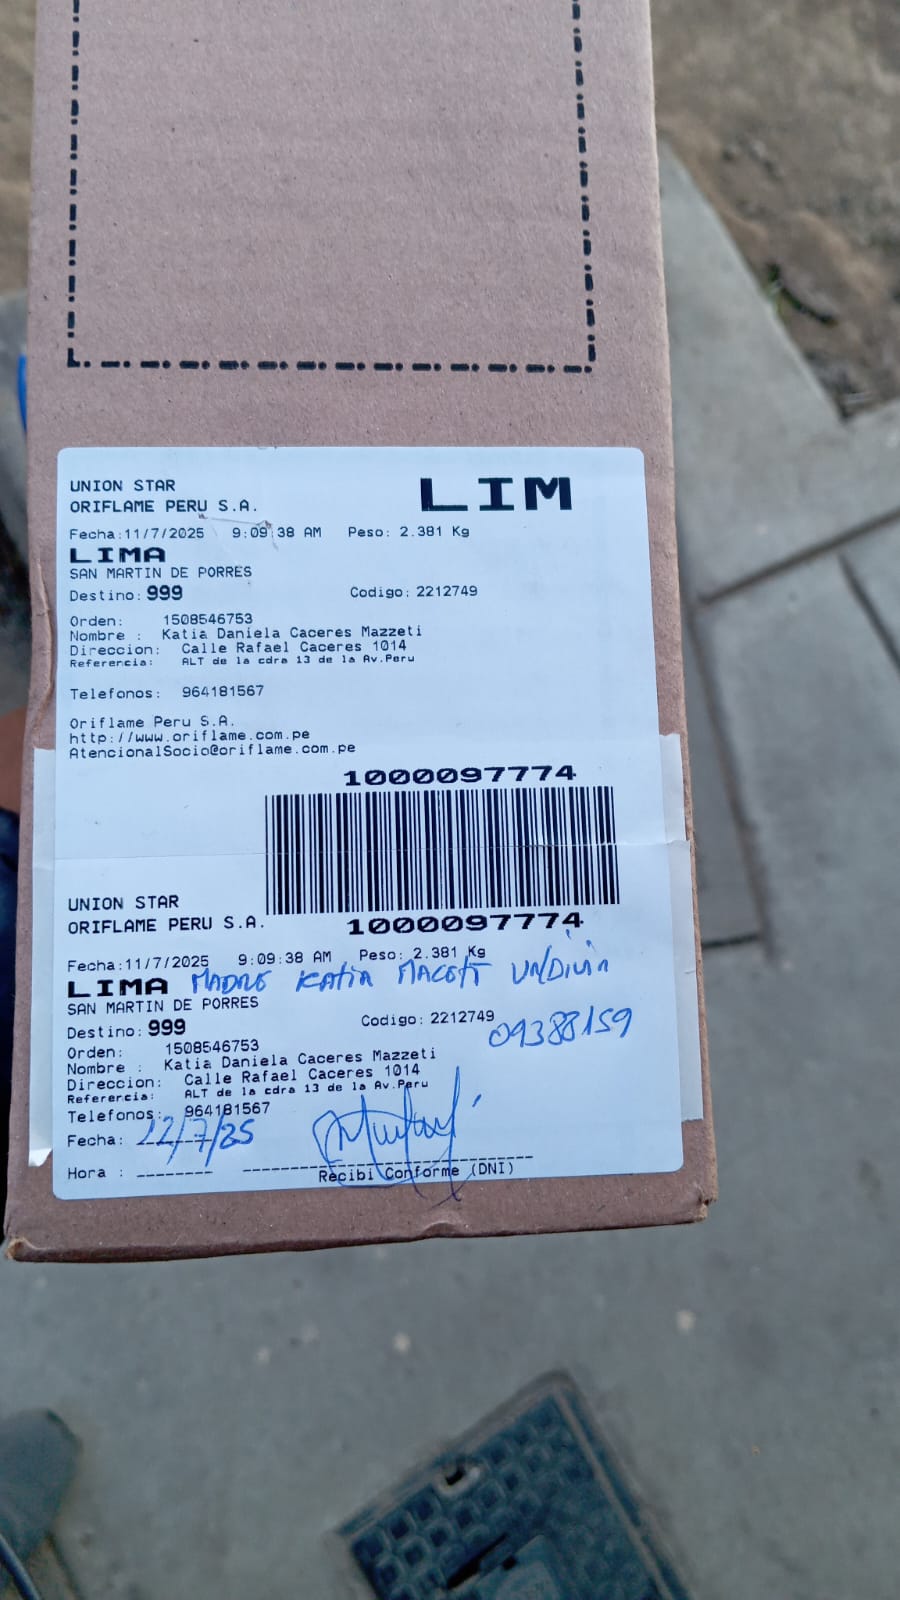 UNION STAR
ORIFLAME PERU S.A.
LIM
Fecha:11/7/2025 9:09:38 AM Peso: 2.381 Kg
LIMA
SAN MARTIN DE PORRES
Destino: 999 Codigo: 2212749
Orden: 1508546753
Nombre : Katia Daniela Caceres Mazzeti
Direccion: Calle Rafael Caceres 1014
Referencia: ALT de la cdra 13 de la Av.Peru
Telefonos: 964181567
Oriflame Peru S.A.
http://www.oriflame.com.pe
AtencionalSocio@oriflame.com.pe
1000097774
1000097774
UNION STAR
ORIFLAME PERU S.A.
Fecha:11/7/2025 9:09:38 AM Peso: 2.381 Kg
LIMA MADRE KATIA
SAN MARTIN DE PORRES
Destino: 999 Codigo: 2212749
09388159
Orden: 1508546753
Nombre : Katia Daniela Caceres Mazzeti
Direccion: Calle Rafael Caceres 1014
Referencia: ALT de la cdra 13 de la Av.Peru
Telefonos: 964181567
Fecha: 22/7/25
Hora :
Recibi Conforme (DNI)